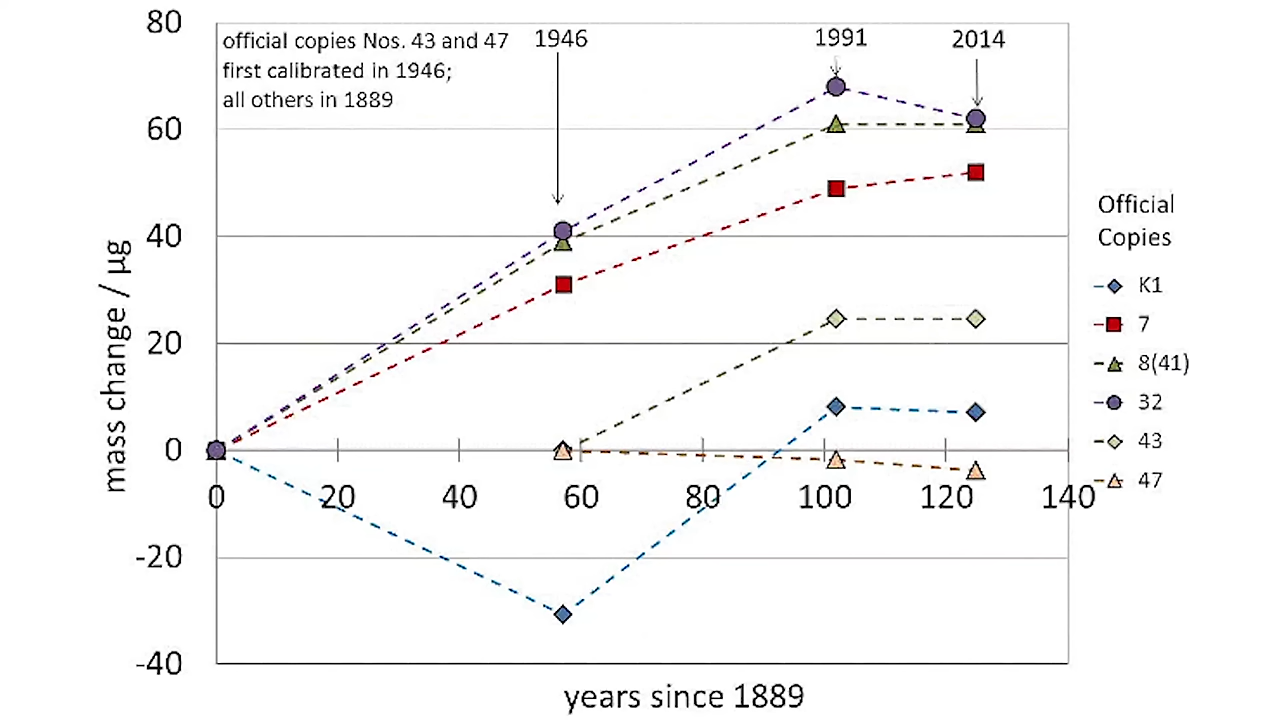 80
official copies Nos. 43 and 47
first calibrated in 1946;
all others in 1889
1946
1991
2014
60
40
20
0
-20
-40
mass change / µg
0
20
40
60
80
100
120
140
years since 1889
Official
Copies
K1
7
8(41)
32
43
47